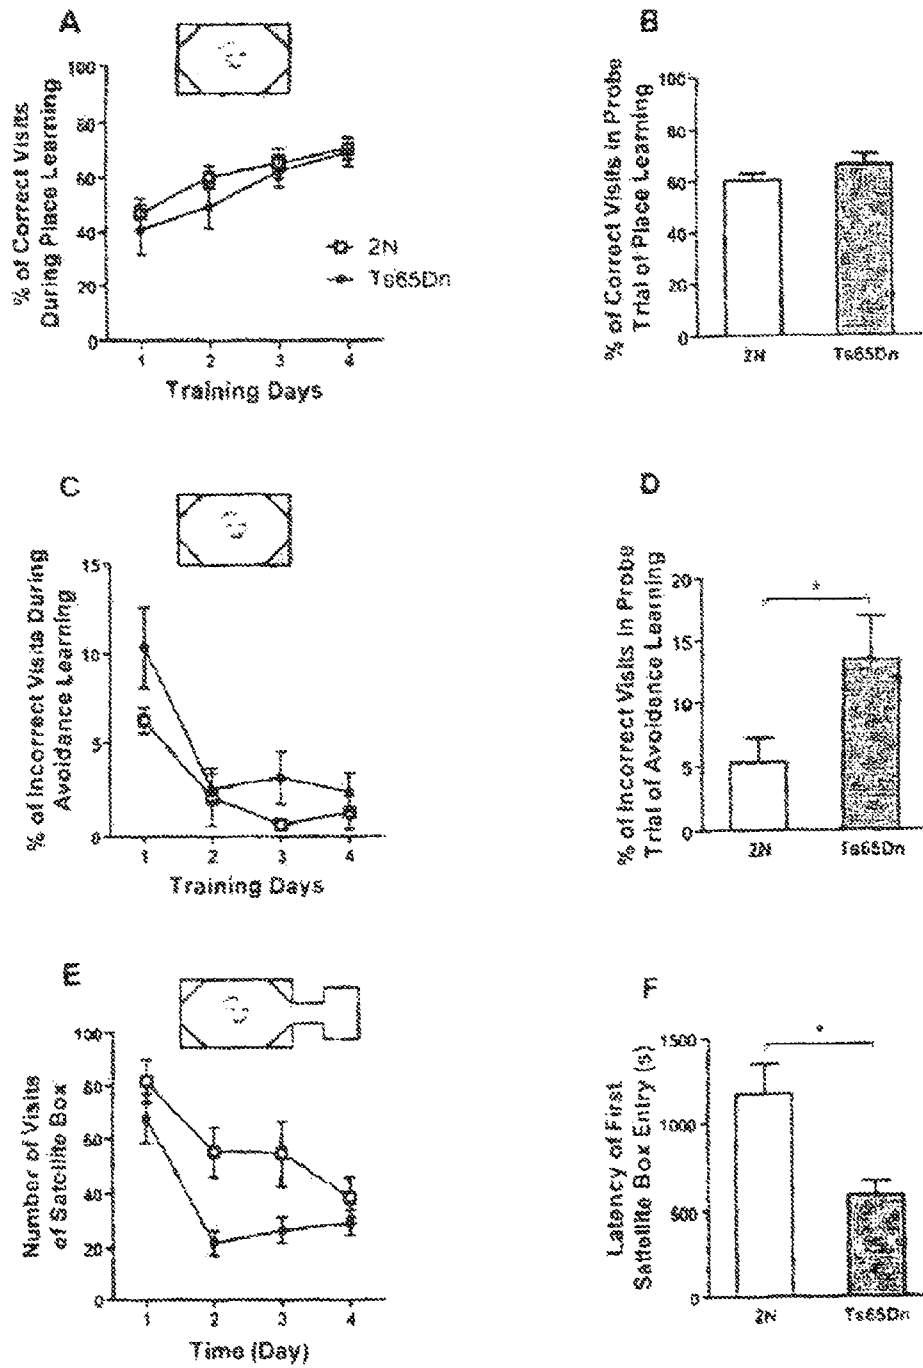 A
% of Correct Visits
During Place Learning
100
80
60
40
20
0
1 2 3 4
Training Days
2N
Ts65Dn
B
% of Correct Visits in Probe
Trial of Place Learning
100
80
60
40
20
0
2N Ts65Dn
C
% of Incorrect Visits During
Avoidance Learning
15
10
5
0
1 2 3 4
Training Days
D
% of Incorrect Visits in Probe
Trial of Avoidance Learning
20
15
10
5
0
*
2N Ts65Dn
E
Number of Visits
of Satellite Box
100
80
60
40
20
0
1 2 3 4
Time (Day)
F
Latency of First
Sattelite Box Entry (s)
1500
1000
500
0
*
2N Ts65Dn